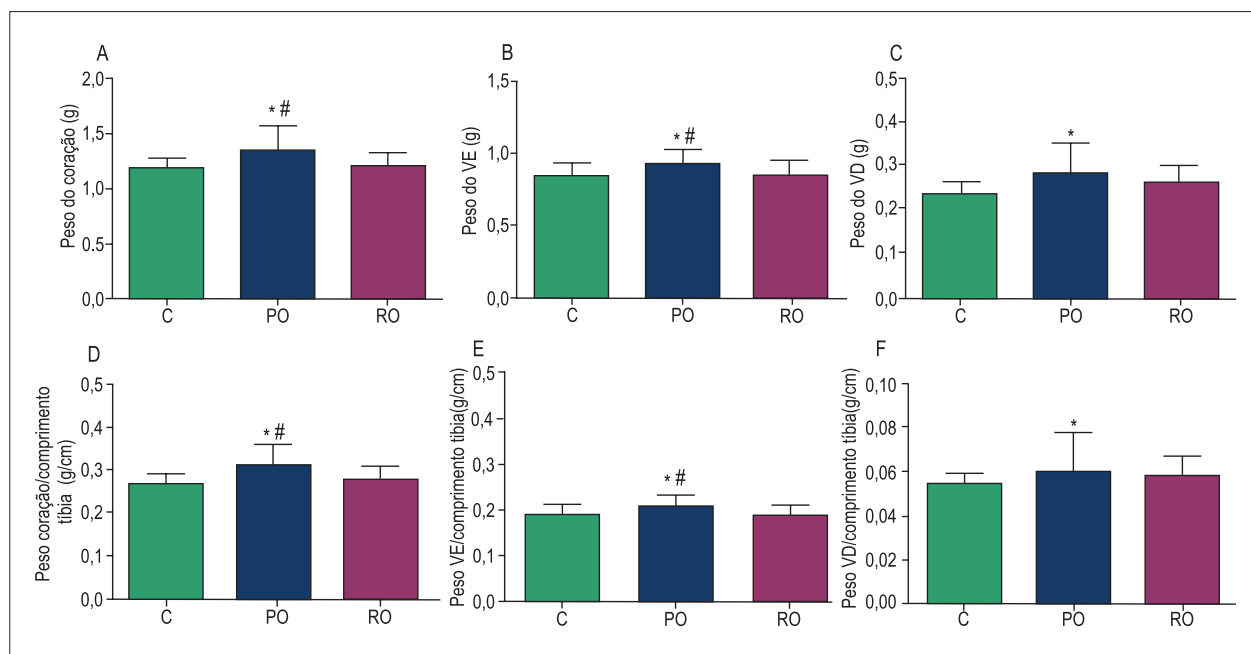 A
Peso do coração (g)
2,0
1,5
1,0
0,5
0,0
* #
C
PO
RO
B
Peso do VE (g)
1,5
1,0
0,5
0,0
* #
C
PO
RO
C
Peso do VD (g)
0,5
0,4
0,3
0,2
0,1
0,0
*
C
PO
RO
D
Peso coração/comprimento
tíbia (g/cm)
0,5
0,4
0,3
0,2
0,1
0,0
* #
C
PO
RO
E
Peso VE/comprimento tíbia(g/cm)
0,5
0,4
0,3
0,2
0,1
0,0
* #
C
PO
RO
F
Peso VD/comprimento tíbia(g/cm)
0,10
0,08
0,06
0,04
0,02
0,00
*
C
PO
RO